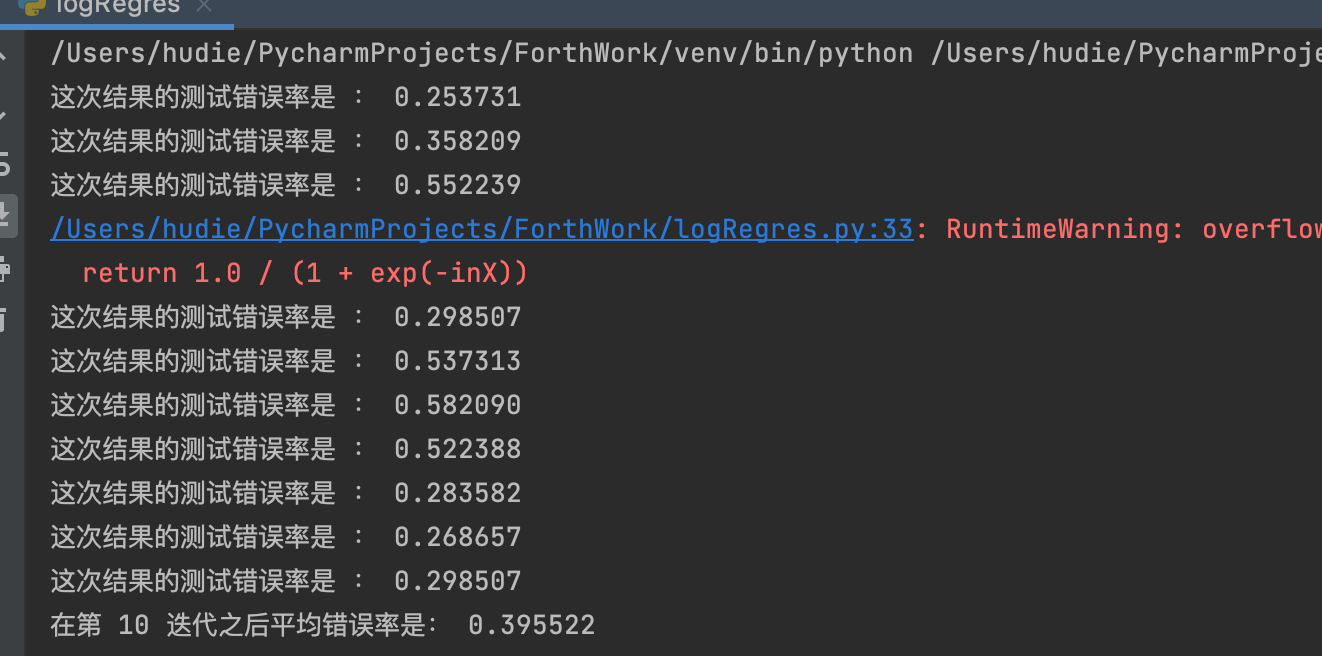 logRegres
/Users/hudie/PycharmProjects/ForthWork/venv/bin/python /Users/hudie/PycharmProje
这次结果的测试错误率是 : 0.253731
这次结果的测试错误率是 : 0.358209
这次结果的测试错误率是 : 0.552239
/Users/hudie/PycharmProjects/ForthWork/logRegres.py:33: RuntimeWarning: overflow
return 1.0 / (1 + exp(-inX))
这次结果的测试错误率是 : 0.298507
这次结果的测试错误率是 : 0.537313
这次结果的测试错误率是 : 0.582090
这次结果的测试错误率是 : 0.522388
这次结果的测试错误率是 : 0.283582
这次结果的测试错误率是 : 0.268657
这次结果的测试错误率是 : 0.298507
在第 10 迭代之后平均错误率是: 0.395522